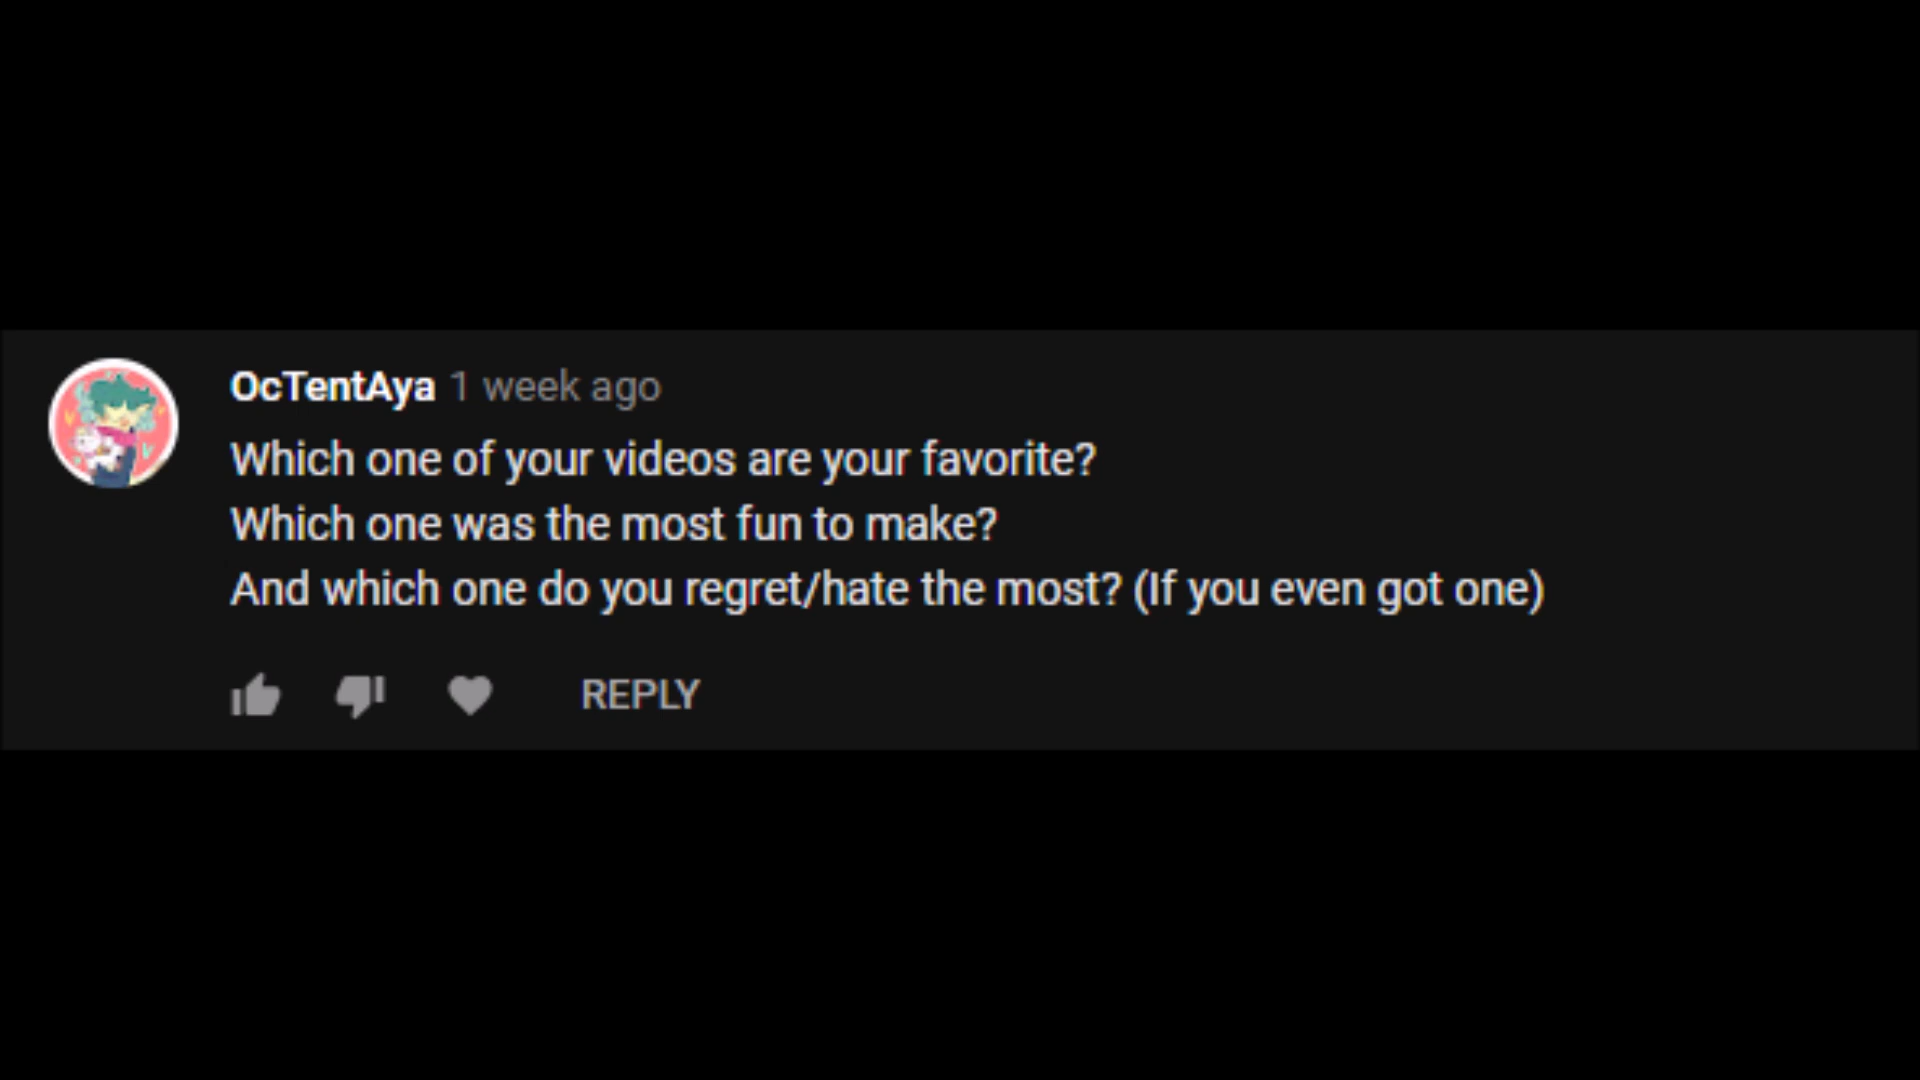 OcTentAya 1 week ago
Which one of your videos are your favorite?
Which one was the most fun to make?
And which one do you regret/hate the most? (If you even got one)
REPLY